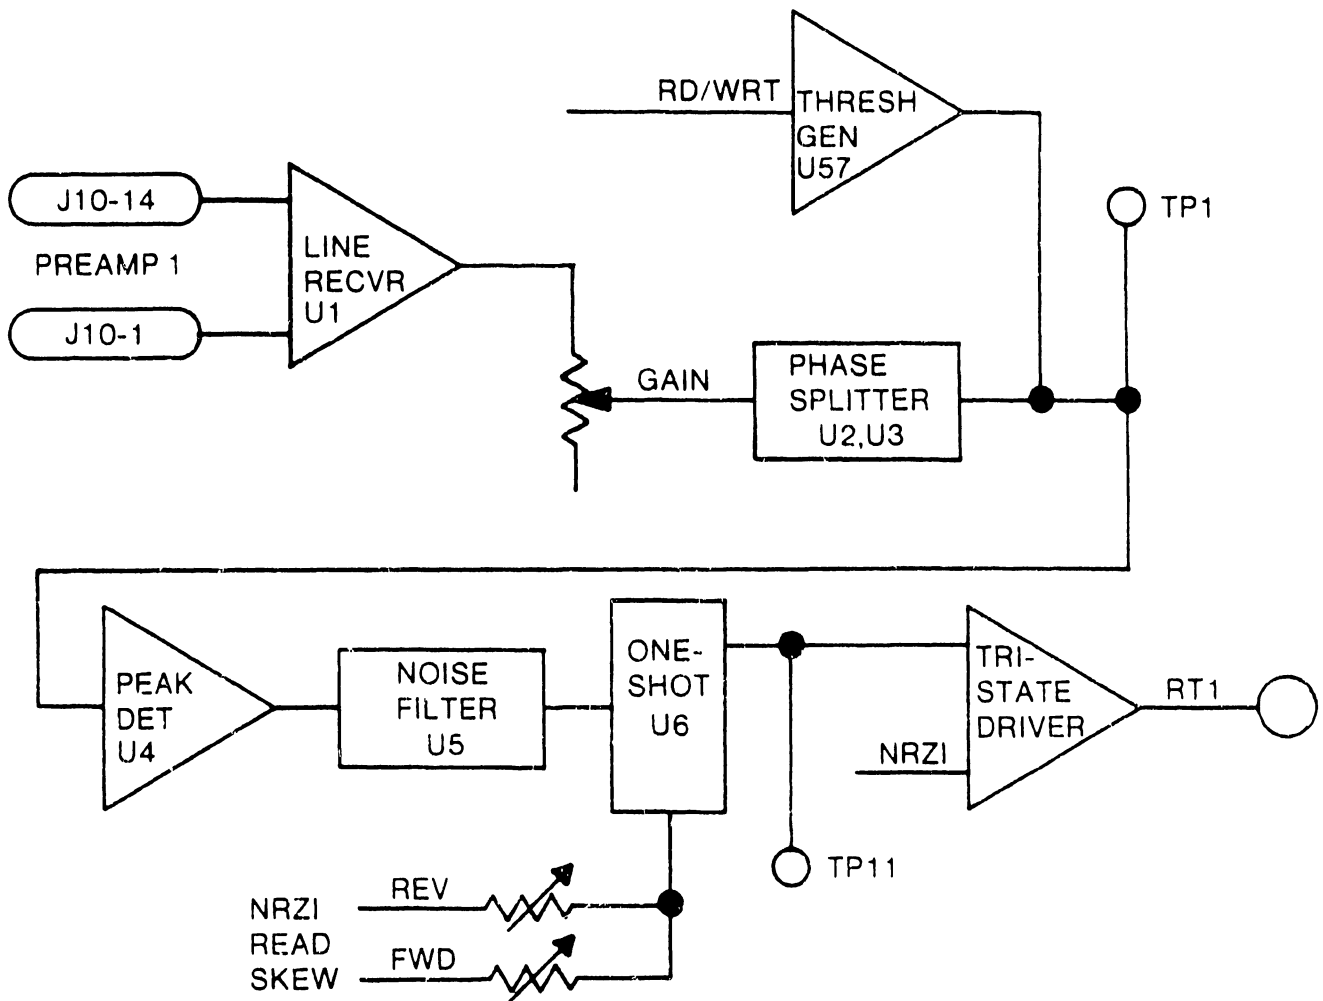 RD/WRT
THRESH
GEN
U57
J10-14
PREAMP 1
J10-1
LINE
RECVR
U1
TP1
GAIN
PHASE
SPLITTER
U2,U3
PEAK
DET
U4
NOISE
FILTER
U5
ONE-
SHOT
U6
TRI-
STATE
DRIVER
NRZI
RT1
TP11
NRZI
READ
SKEW
REV
FWD